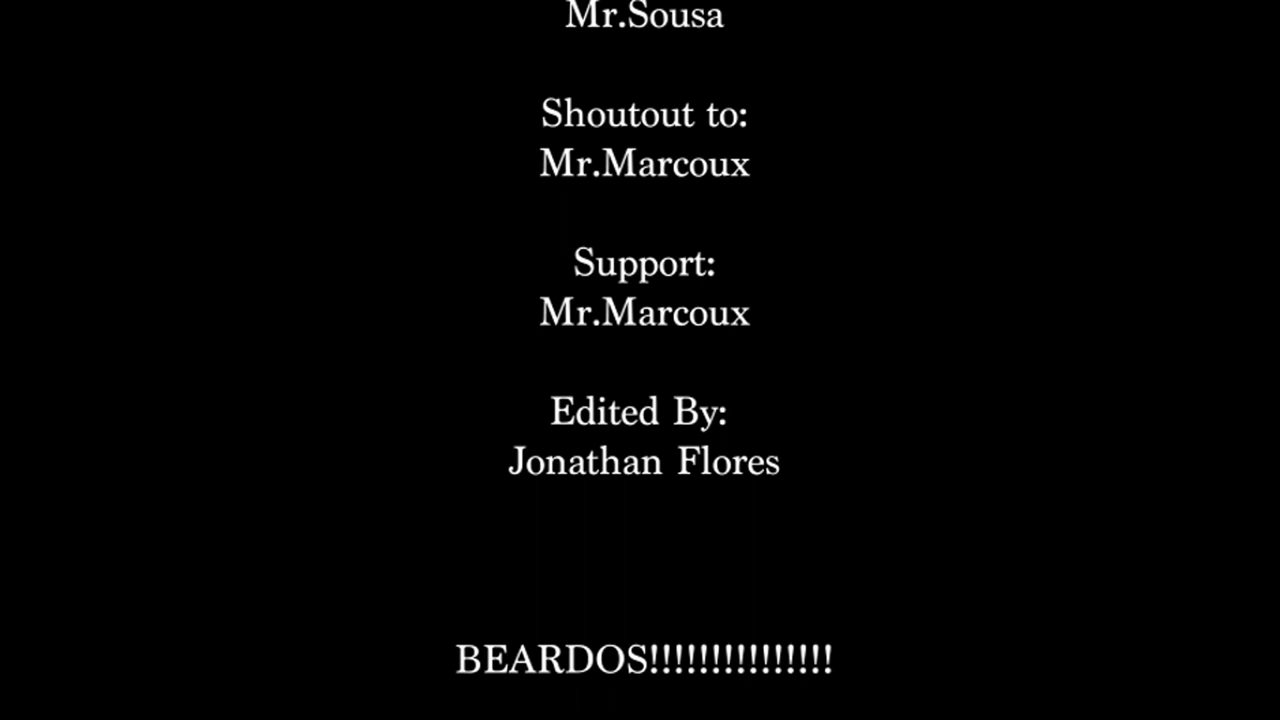 Mr.Sousa
Shoutout to:
Mr.Marcoux
Support:
Mr.Marcoux
Edited By:
Jonathan Flores
BEARDOS!!!!!!!!!!!!!!!